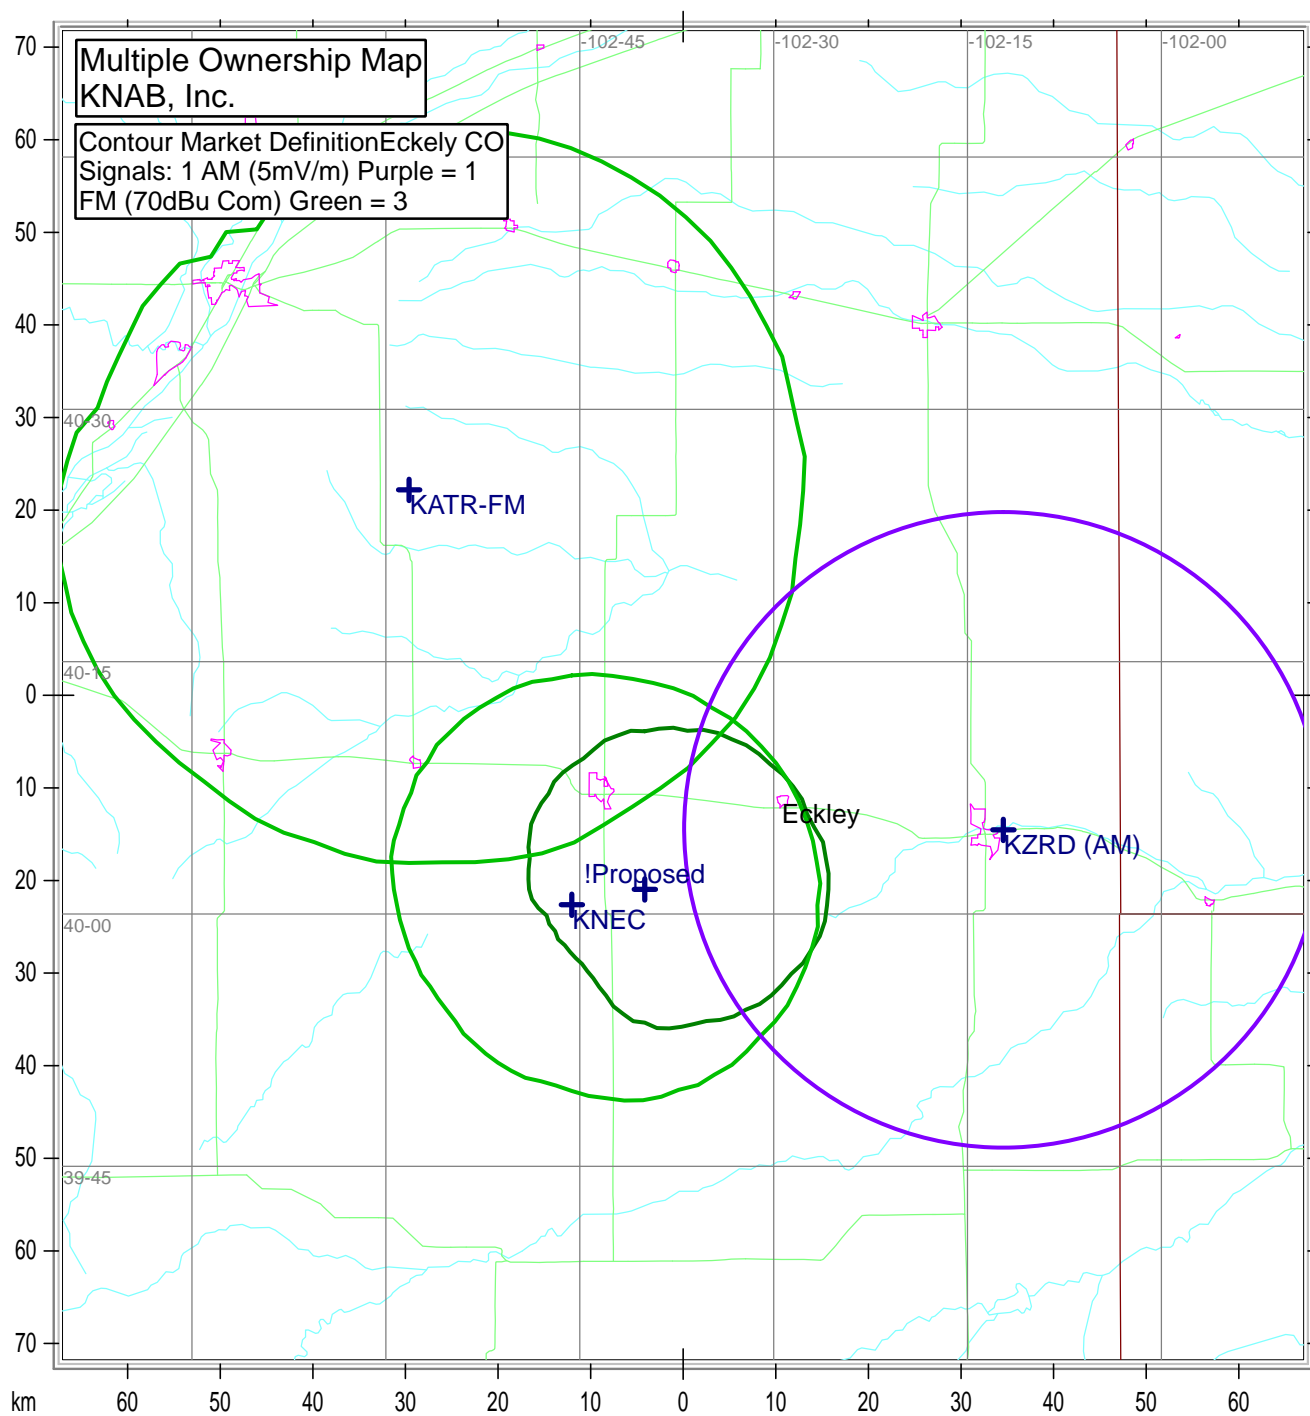 Multiple Ownership Map
KNAB, Inc.
Contour Market DefinitionEckely CO
Signals: 1 AM (5mV/m) Purple = 1
FM (70dBu Com) Green = 3
-102-45
-102-30
-102-15
-102-00
70
60
50
40
30
20
10
0
10
20
30
40
50
60
70
40-30
40-15
40-00
39-45
KATR-FM
Eckley
KZRD (AM)
!Proposed
KNEC
km 60 50 40 30 20 10 0 10 20 30 40 50 60